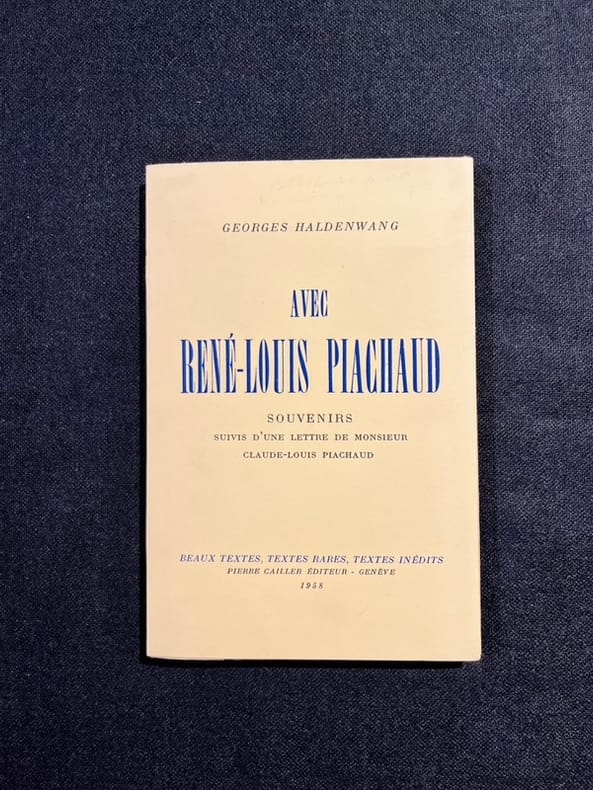 GEORGES HALDENWANG
AVEC
RENÉ-LOUIS PIACHAUD
SOUVENIRS
SUIVIS D'UNE LETTRE DE MONSIEUR
CLAUDE-LOUIS PIACHAUD
BEAUX TEXTES, TEXTES RARES, TEXTES INÉDITS
PIERRE CAILLER ÉDITEUR - GENÈVE
1958